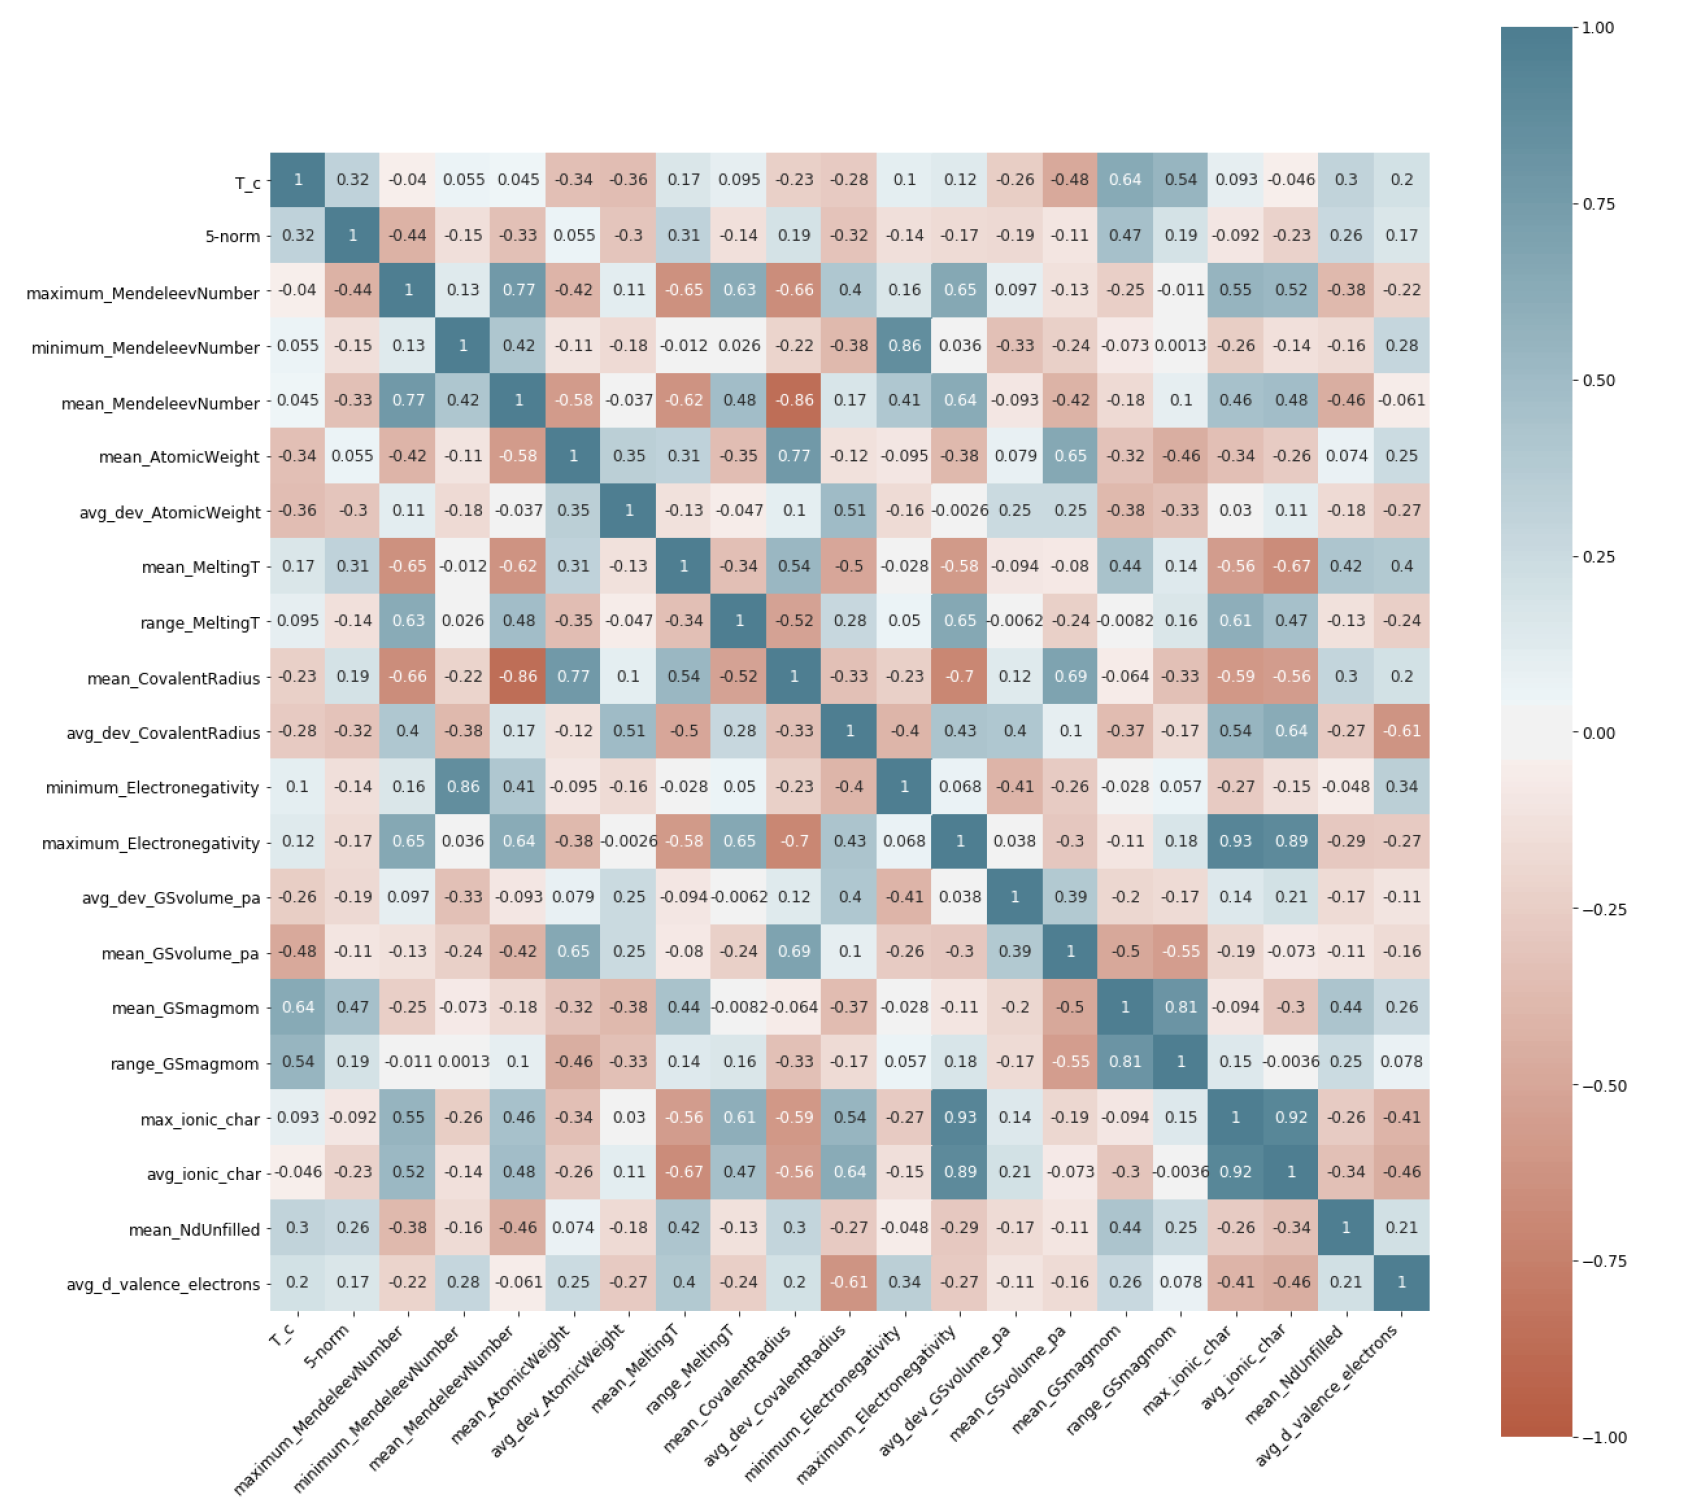 1.00
T_c 1 0.32 -0.04 0.055 0.045 -0.34 -0.36 0.17 0.095 -0.23 -0.28 0.1 0.12 -0.26 -0.48 0.64 0.54 0.093 -0.046 0.3 0.2
0.75
5-norm 0.32 1 -0.44 -0.15 -0.33 0.055 -0.3 0.31 -0.14 0.19 -0.32 -0.14 -0.17 -0.19 -0.11 0.47 0.19 -0.092 -0.23 0.26 0.17
maximum_MendeleevNumber -0.04 -0.44 1 0.13 0.77 -0.42 0.11 -0.65 0.63 -0.66 0.4 0.16 0.65 0.097 -0.13 -0.25 -0.011 0.55 0.52 -0.38 -0.22
minimum_MendeleevNumber 0.055 -0.15 0.13 1 0.42 -0.11 -0.18 -0.012 0.026 -0.22 -0.38 0.86 0.036 -0.33 -0.24 -0.073 0.0013 -0.26 -0.14 -0.16 0.28
0.50
mean_MendeleevNumber 0.045 -0.33 0.77 0.42 1 -0.58 -0.037 -0.62 0.48 -0.86 0.17 0.41 0.64 -0.093 -0.42 -0.18 0.1 0.46 0.48 -0.46 -0.061
mean_AtomicWeight -0.34 0.055 -0.42 -0.11 -0.58 1 0.35 0.31 -0.35 0.77 -0.12 -0.095 -0.38 0.079 0.65 -0.32 -0.46 -0.34 -0.26 0.074 0.25
avg_dev_AtomicWeight -0.36 -0.3 0.11 -0.18 -0.037 0.35 1 -0.13 -0.047 0.1 0.51 -0.16 -0.0026 0.25 0.25 -0.38 -0.33 0.03 0.11 -0.18 -0.27
0.25
mean_MeltingT 0.17 0.31 -0.65 -0.012 -0.62 0.31 -0.13 1 -0.34 0.54 -0.5 -0.028 -0.58 -0.094 -0.08 0.44 0.14 -0.56 -0.67 0.42 0.4
range_MeltingT 0.095 -0.14 0.63 0.026 0.48 -0.35 -0.047 -0.34 1 -0.52 0.28 0.05 0.65 -0.0062 -0.24 -0.0082 0.16 0.61 0.47 -0.13 -0.24
mean_CovalentRadius -0.23 0.19 -0.66 -0.22 -0.86 0.77 0.1 0.54 -0.52 1 -0.33 -0.23 -0.7 0.12 0.69 -0.064 -0.33 -0.59 -0.56 0.3 0.2
avg_dev_CovalentRadius -0.28 -0.32 0.4 -0.38 0.17 -0.12 0.51 -0.5 0.28 -0.33 1 -0.4 0.43 0.4 0.1 -0.37 -0.17 0.54 0.64 -0.27 -0.61
0.00
minimum_Electronegativity 0.1 -0.14 0.16 0.86 0.41 -0.095 -0.16 -0.028 0.05 -0.23 -0.4 1 0.068 -0.41 -0.26 -0.028 0.057 -0.27 -0.15 -0.048 0.34
maximum_Electronegativity 0.12 -0.17 0.65 0.036 0.64 -0.38 -0.0026 -0.58 0.65 -0.7 0.43 0.068 1 0.038 -0.3 -0.11 0.18 0.93 0.89 -0.29 -0.27
avg_dev_GSvolume_pa -0.26 -0.19 0.097 -0.33 -0.093 0.079 0.25 -0.094 -0.0062 0.12 0.4 -0.41 0.038 1 0.39 -0.2 -0.17 0.14 0.21 -0.17 -0.11
−0.25
mean_GSvolume_pa -0.48 -0.11 -0.13 -0.24 -0.42 0.65 0.25 -0.08 -0.24 0.69 0.1 -0.26 -0.3 0.39 1 -0.5 -0.55 -0.19 -0.073 -0.11 -0.16
mean_GSmagmom 0.64 0.47 -0.25 -0.073 -0.18 -0.32 -0.38 0.44 -0.0082 -0.064 -0.37 -0.028 -0.11 -0.2 -0.5 1 0.81 -0.094 -0.3 0.44 0.26
range_GSmagmom 0.54 0.19 -0.011 0.0013 0.1 -0.46 -0.33 0.14 0.16 -0.33 -0.17 0.057 0.18 -0.17 -0.55 0.81 1 0.15 -0.0036 0.25 0.078
−0.50
max_ionic_char 0.093 -0.092 0.55 -0.26 0.46 -0.34 0.03 -0.56 0.61 -0.59 0.54 -0.27 0.93 0.14 -0.19 -0.094 0.15 1 0.92 -0.26 -0.41
avg_ionic_char -0.046 -0.23 0.52 -0.14 0.48 -0.26 0.11 -0.67 0.47 -0.56 0.64 -0.15 0.89 0.21 -0.073 -0.3 -0.0036 0.92 1 -0.34 -0.46
mean_NdUnfilled 0.3 0.26 -0.38 -0.16 -0.46 0.074 -0.18 0.42 -0.13 0.3 -0.27 -0.048 -0.29 -0.17 -0.11 0.44 0.25 -0.26 -0.34 1 0.21
−0.75
avg_d_valence_electrons 0.2 0.17 -0.22 0.28 -0.061 0.25 -0.27 0.4 -0.24 0.2 -0.61 0.34 -0.27 -0.11 -0.16 0.26 0.078 -0.41 -0.46 0.21 1
−1.00
T_c
5-norm
maximum_MendeleevNumber
minimum_MendeleevNumber
mean_MendeleevNumber
mean_AtomicWeight
avg_dev_AtomicWeight
mean_MeltingT
range_MeltingT
mean_CovalentRadius
avg_dev_CovalentRadius
minimum_Electronegativity
maximum_Electronegativity
avg_dev_GSvolume_pa
mean_GSvolume_pa
mean_GSmagmom
range_GSmagmom
max_ionic_char
avg_ionic_char
mean_NdUnfilled
avg_d_valence_electrons